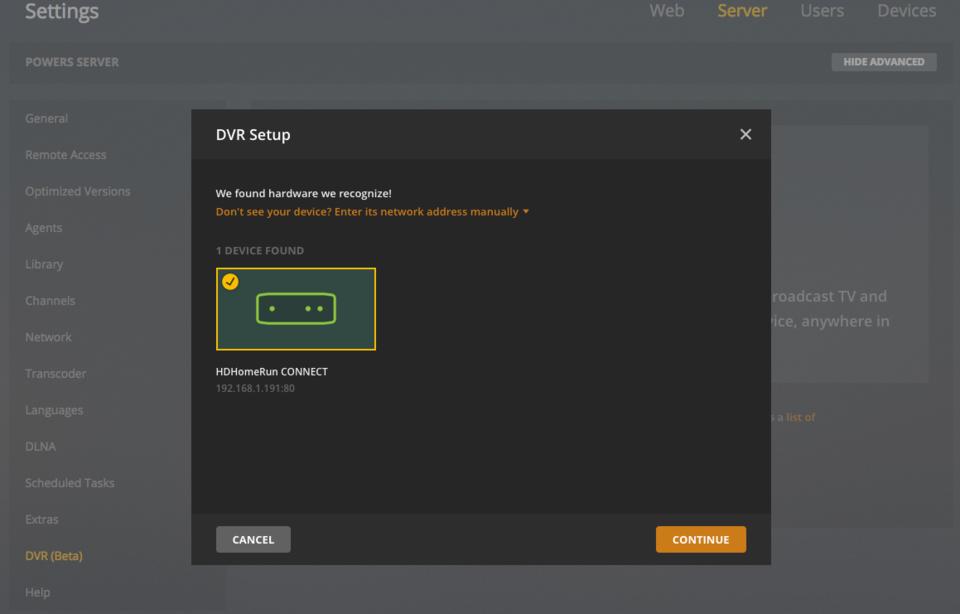 Settings
Web Server Users Devices
POWERS SERVER
HIDE ADVANCED
General
Remote Access
Optimized Versions
Agents
Library
Channels
Network
Transcoder
Languages
DLNA
Scheduled Tasks
Extras
DVR (Beta)
Help
DVR Setup
We found hardware we recognize!
Don't see your device? Enter its network address manually
1 DEVICE FOUND
HDHomeRun CONNECT
192.168.1.191:80
CANCEL
CONTINUE
roadcast TV and
ice, anywhere in
s a list of